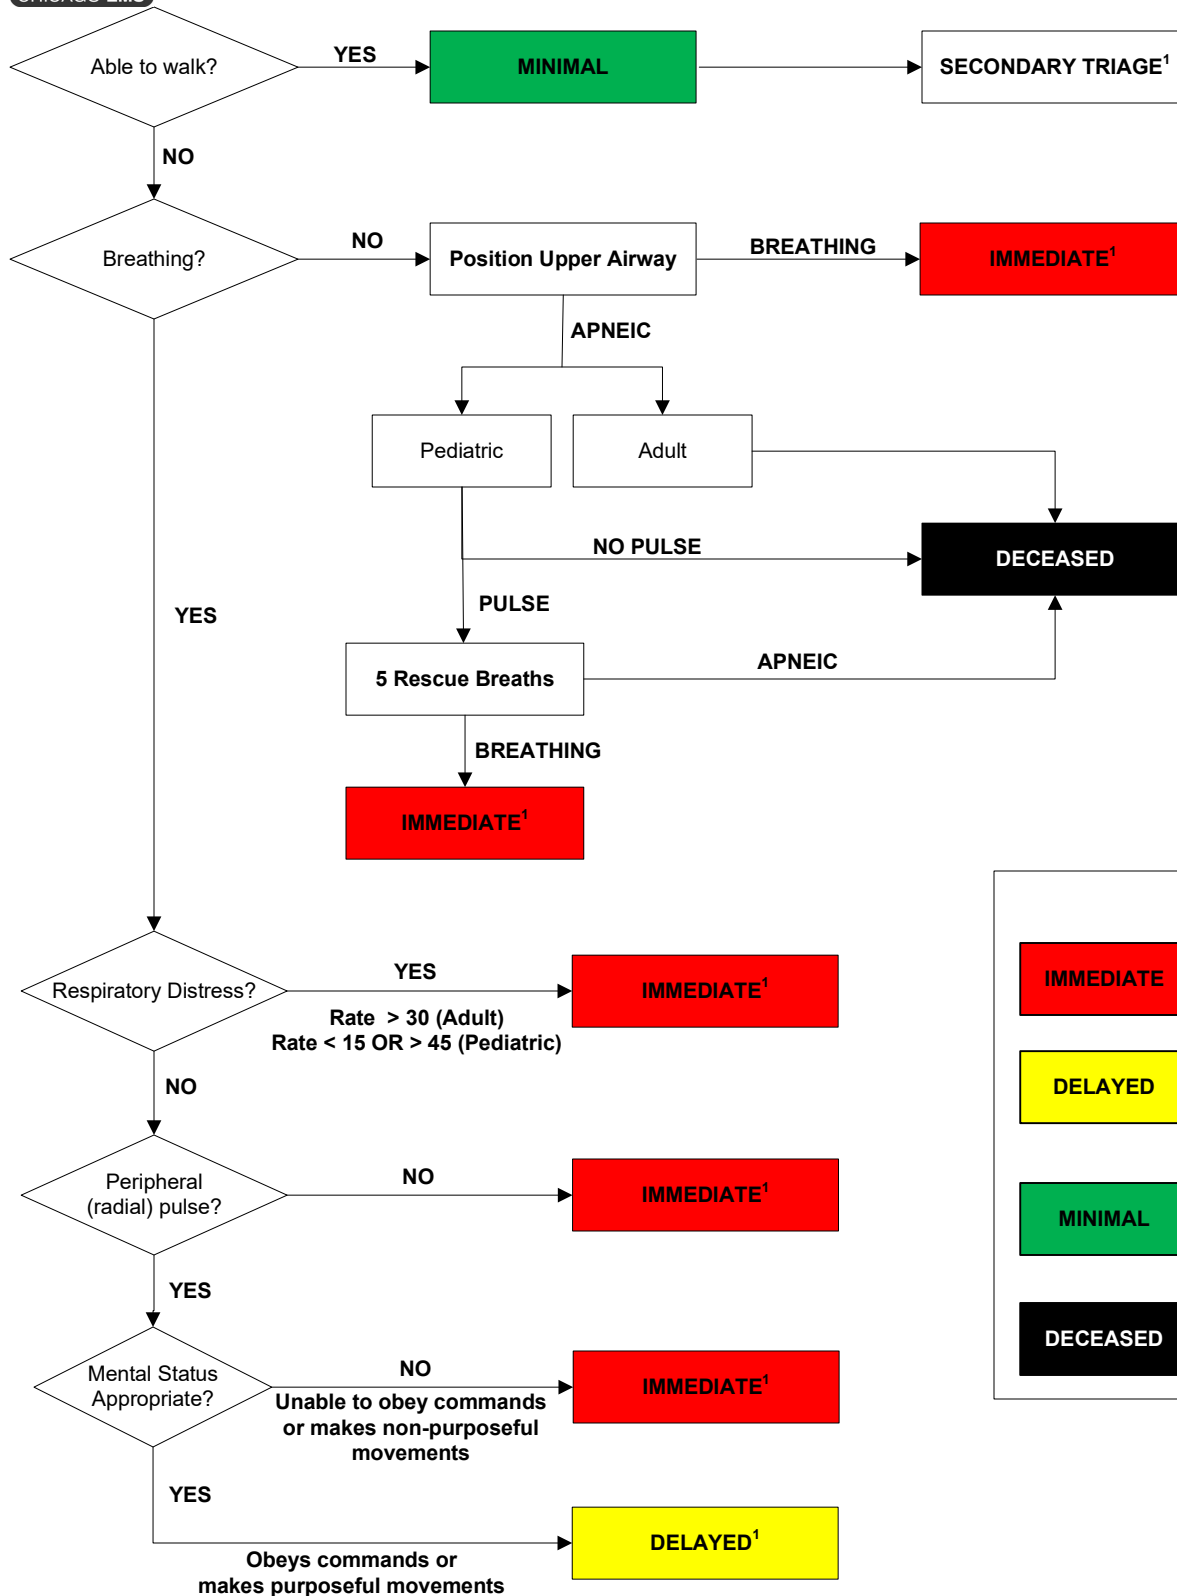 CHICAGO EMS
Able to walk?
YES
MINIMAL
SECONDARY TRIAGE¹
NO
Breathing?
NO
Position Upper Airway
BREATHING
IMMEDIATE¹
APNEIC
Pediatric
Adult
NO PULSE
DECEASED
PULSE
YES
5 Rescue Breaths
APNEIC
BREATHING
IMMEDIATE¹
Respiratory Distress?
YES
Rate > 30 (Adult)
Rate < 15 OR > 45 (Pediatric)
IMMEDIATE¹
NO
Peripheral
(radial) pulse?
NO
IMMEDIATE¹
YES
Mental Status
Appropriate?
NO
Unable to obey commands
or makes non-purposeful
movements
IMMEDIATE¹
YES
Obeys commands or
makes purposeful movements
DELAYED¹
IMMEDIATE
DELAYED
MINIMAL
DECEASED